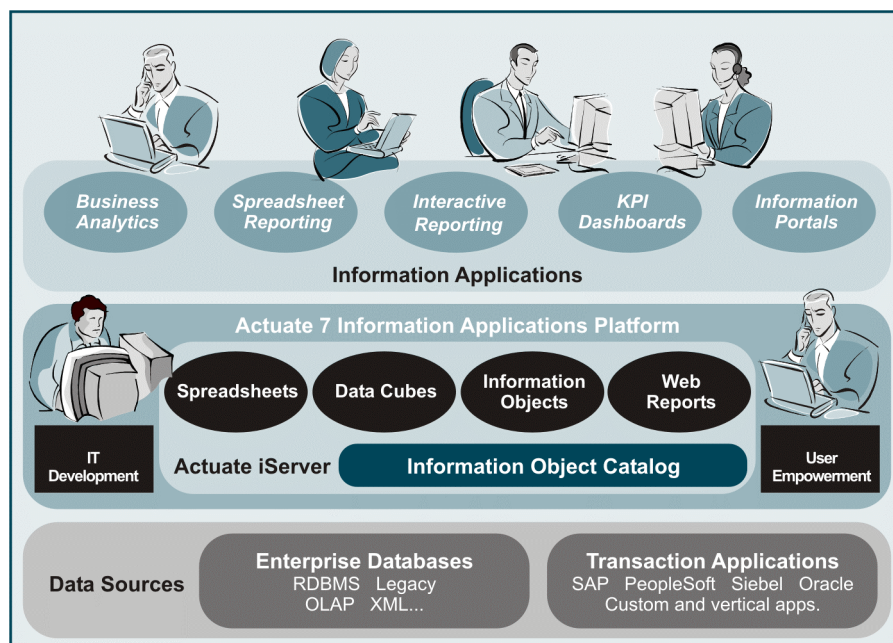 Business
Analytics
Spreadsheet
Reporting
Interactive
Reporting
KPI
Dashboards
Information
Portals
Information Applications
Actuate 7 Information Applications Platform
Spreadsheets
Data Cubes
Information
Objects
Web
Reports
IT
Development
Actuate iServer
Information Object Catalog
User
Empowerment
Data Sources
Enterprise Databases
RDBMS Legacy
OLAP XML...
Transaction Applications
SAP PeopleSoft Siebel Oracle
Custom and vertical apps.